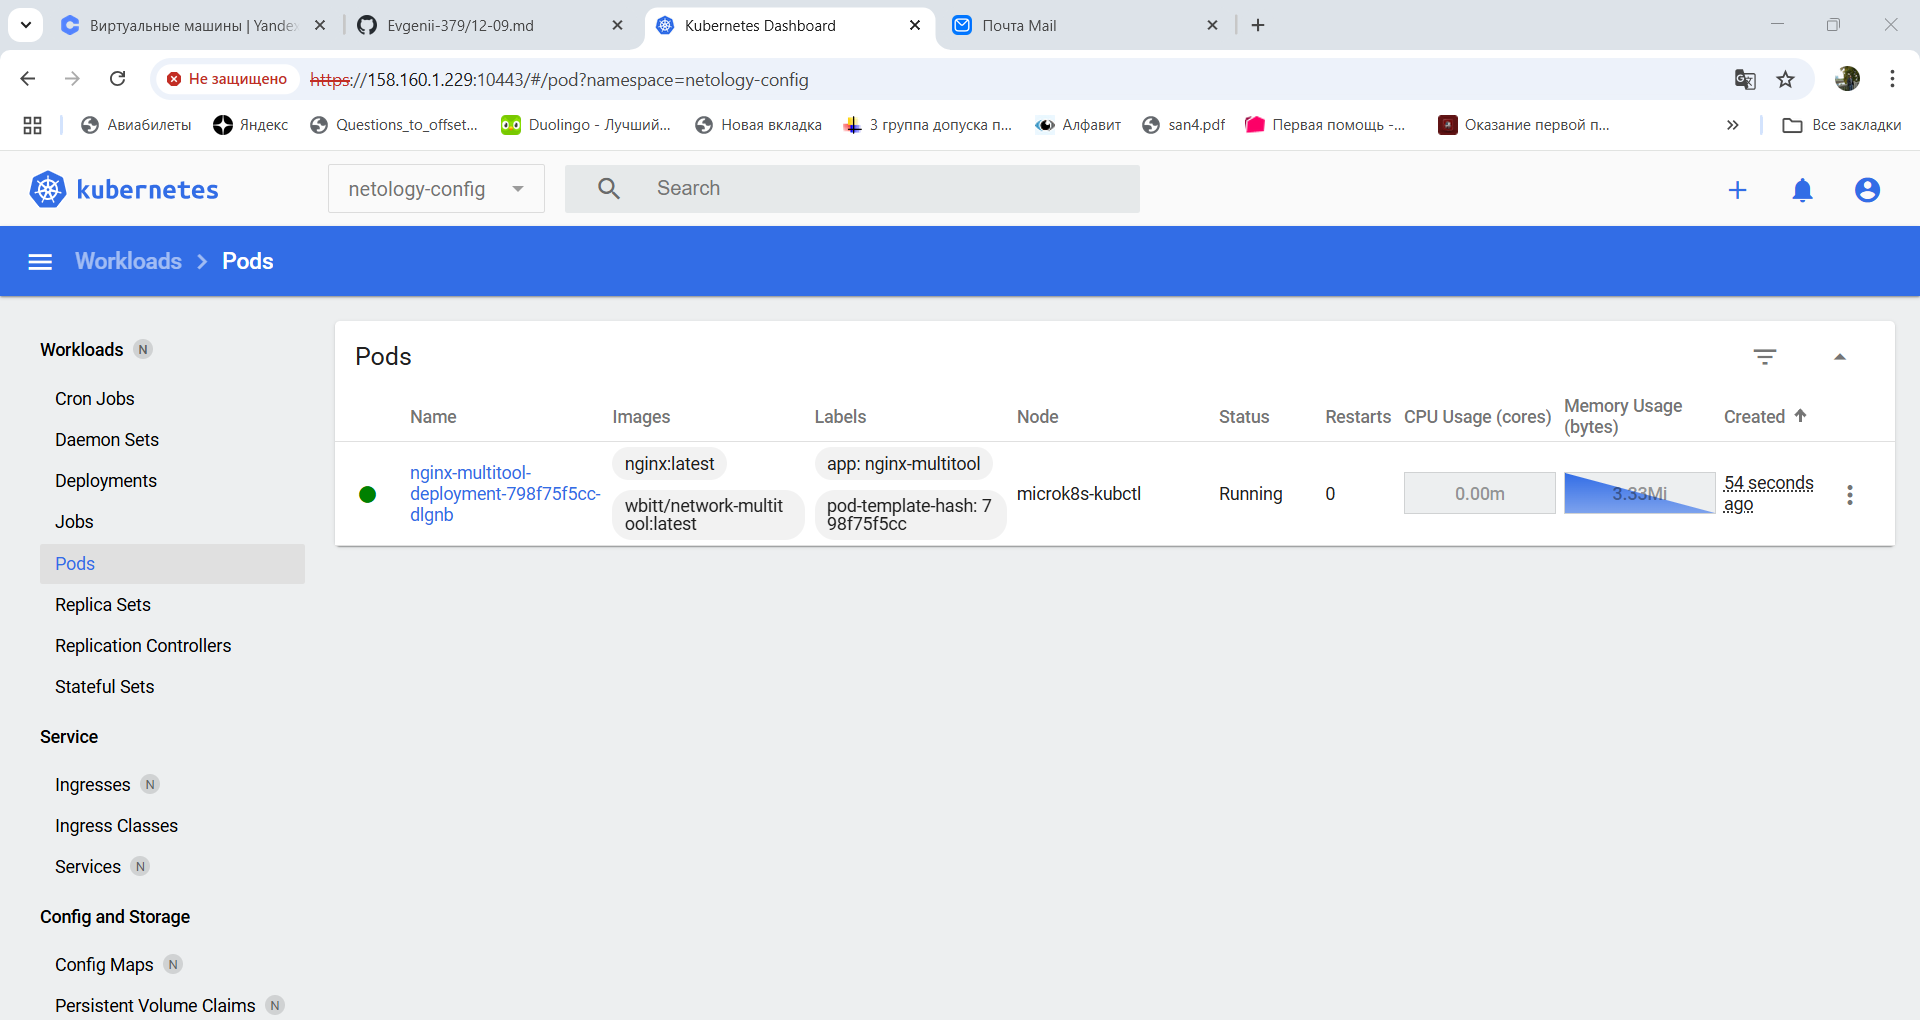 Виртуальные машины | Yande
Evgenii-379/12-09.md
Kubernetes Dashboard
Почта Mail
Не защищено
https://158.160.1.229:10443/#/pod?namespace=netology-config
Авиабилеты
Яндекс
Questions_to_offset...
Duolingo - Лучший...
Новая вкладка
3 группа допуска п...
Алфавит
san4.pdf
Первая помощь -...
Оказание первой п...
Все закладки
kubernetes
netology-config
Search
Workloads
Pods
Workloads N
Cron Jobs
Daemon Sets
Deployments
Jobs
Pods
Replica Sets
Replication Controllers
Stateful Sets
Service
Ingresses N
Ingress Classes
Services N
Config and Storage
Config Maps N
Persistent Volume Claims N
Pods
Name
Images
Labels
Node
Status
Restarts
CPU Usage (cores)
Memory Usage
(bytes)
Created
nginx-multitool-
deployment-798f75f5cc-
dlgnb
nginx:latest
wbitt/network-multit
ool:latest
app: nginx-multitool
pod-template-hash: 7
98f75f5cc
microk8s-kubctl
Running
0
0.00m
3.33Mi
54 seconds
ago